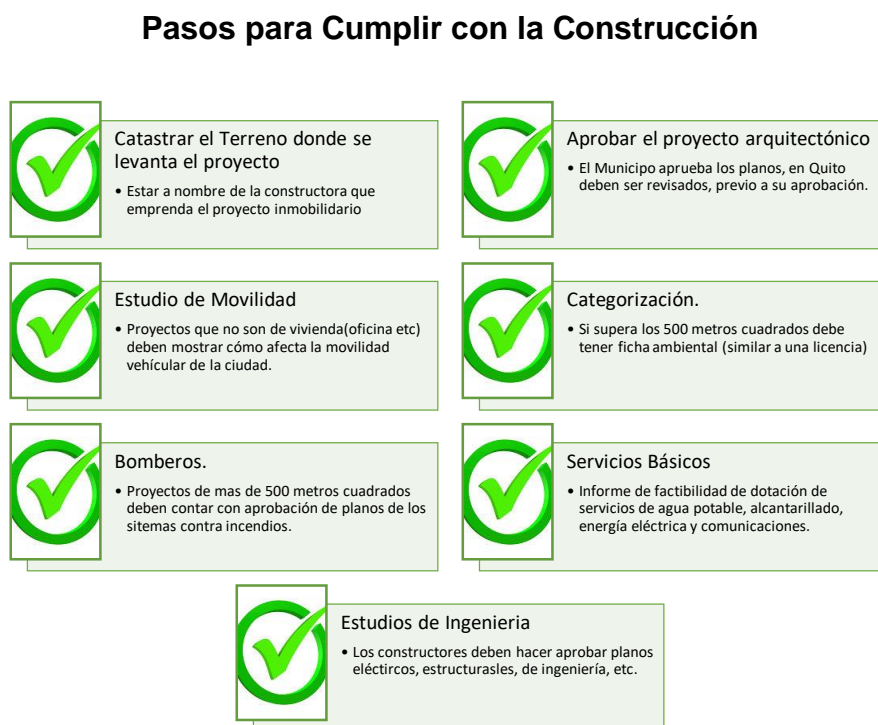 Pasos para Cumplir con la Construcción
Catastrar el Terreno donde se
levanta el proyecto
• Estar a nombre de la constructora que
emprenda el proyecto inmobilidario
Aprobar el proyecto arquitectónico
• El Municipo aprueba los planos, en Quito
deben ser revisados, previo a su aprobación.
Estudio de Movilidad
• Proyectos que no son de vivienda(oficina etc)
deben mostrar cómo afecta la movilidad
vehícular de la ciudad.
Categorización.
• Si supera los 500 metros cuadrados debe
tener ficha ambiental (similar a una licencia)
Bomberos.
• Proyectos de mas de 500 metros cuadrados
deben contar con aprobación de planos de los
sitemas contra incendios.
Servicios Básicos
• Informe de factibilidad de dotación de
servicios de agua potable, alcantarillado,
energía eléctrica y comunicaciones.
Estudios de Ingenieria
• Los constructores deben hacer aprobar planos
eléctircos, estructurasles, de ingeniería, etc.